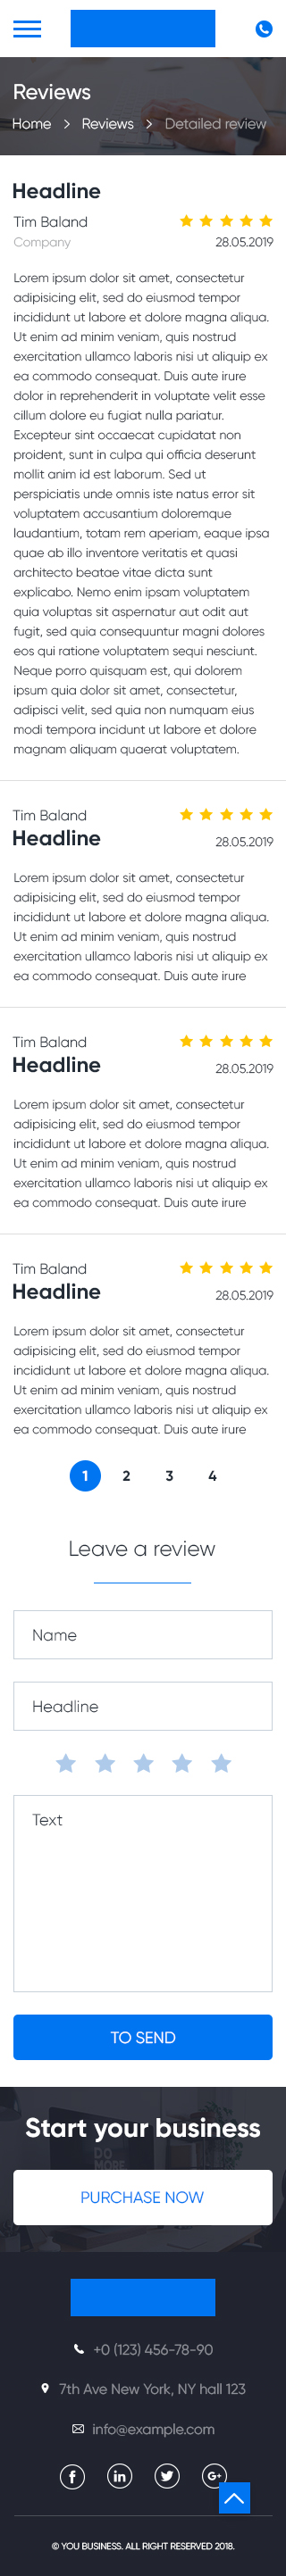 Reviews
Home > Reviews > Detailed review
Headline
Tim Baland
Company 28.05.2019
Lorem ipsum dolor sit amet, consectetur
adipisicing elit, sed do eiusmod tempor
incididunt ut labore et dolore magna aliqua.
Ut enim ad minim veniam, quis nostrud
exercitation ullamco laboris nisi ut aliquip ex
ea commodo consequat. Duis aute irure
dolor in reprehenderit in voluptate velit esse
cillum dolore eu fugiat nulla pariatur.
Excepteur sint occaecat cupidatat non
proident, sunt in culpa qui officia deserunt
mollit anim id est laborum. Sed ut
perspiciatis unde omnis iste natus error sit
voluptatem accusantium doloremque
laudantium, totam rem aperiam, eaque ipsa
quae ab illo inventore veritatis et quasi
architecto beatae vitae dicta sunt
explicabo. Nemo enim ipsam voluptatem
quia voluptas sit aspernatur aut odit aut
fugit, sed quia consequuntur magni dolores
eos qui ratione voluptatem sequi nesciunt.
Neque porro quisquam est, qui dolorem
ipsum quia dolor sit amet, consectetur,
adipisci velit, sed quia non numquam eius
modi tempora incidunt ut labore et dolore
magnam aliquam quaerat voluptatem.
Tim Baland
Headline 28.05.2019
Lorem ipsum dolor sit amet, consectetur
adipisicing elit, sed do eiusmod tempor
incididunt ut labore et dolore magna aliqua.
Ut enim ad minim veniam, quis nostrud
exercitation ullamco laboris nisi ut aliquip ex
ea commodo consequat. Duis aute irure
Tim Baland
Headline 28.05.2019
Lorem ipsum dolor sit amet, consectetur
adipisicing elit, sed do eiusmod tempor
incididunt ut labore et dolore magna aliqua.
Ut enim ad minim veniam, quis nostrud
exercitation ullamco laboris nisi ut aliquip ex
ea commodo consequat. Duis aute irure
Tim Baland
Headline 28.05.2019
Lorem ipsum dolor sit amet, consectetur
adipisicing elit, sed do eiusmod tempor
incididunt ut labore et dolore magna aliqua.
Ut enim ad minim veniam, quis nostrud
exercitation ullamco laboris nisi ut aliquip ex
ea commodo consequat. Duis aute irure
1 2 3 4
Leave a review
Name
Headline
Text
TO SEND
Start your business
DO
MORE
PURCHASE NOW
+0 (123) 456-78-90
7th Ave New York, NY hall 123
info@example.com
f in G+
© YOU BUSINESS. ALL RIGHT RESERVED 2018.